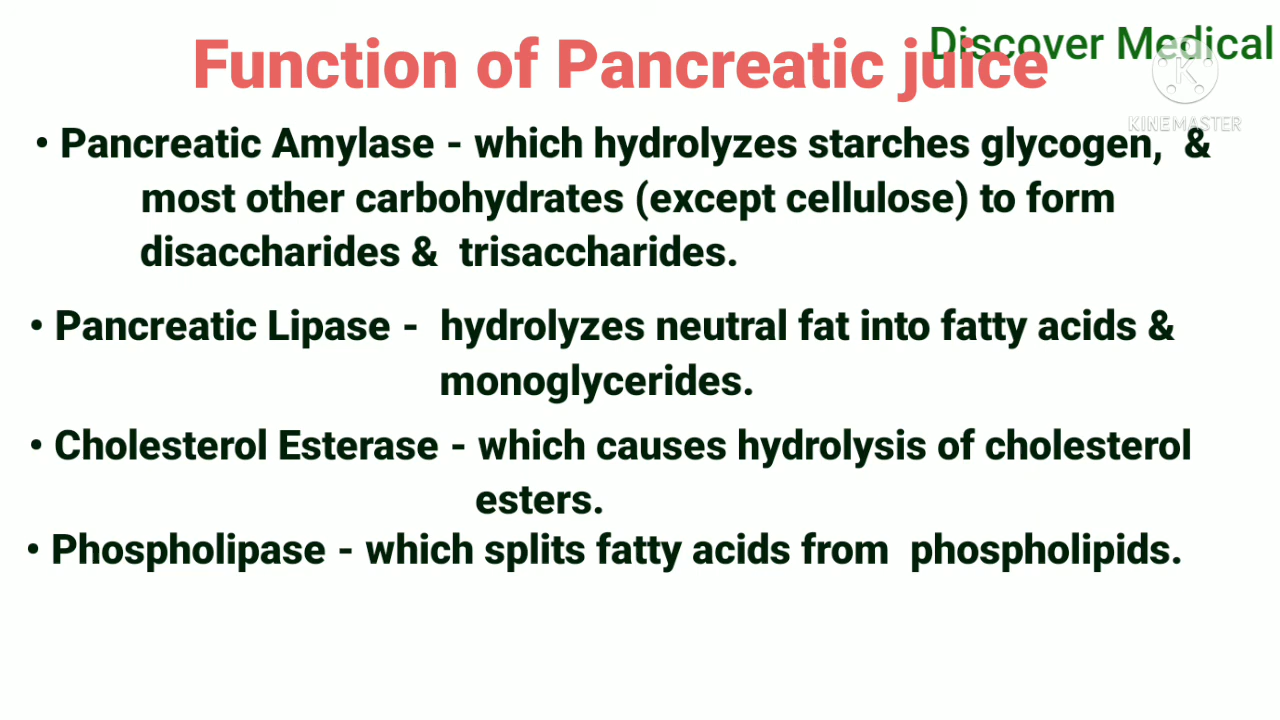 Discover Medical
Function of Pancreatic juice
KINEMASTER
• Pancreatic Amylase - which hydrolyzes starches glycogen, &
most other carbohydrates (except cellulose) to form
disaccharides & trisaccharides.
• Pancreatic Lipase - hydrolyzes neutral fat into fatty acids &
monoglycerides.
• Cholesterol Esterase - which causes hydrolysis of cholesterol
esters.
• Phospholipase - which splits fatty acids from phospholipids.